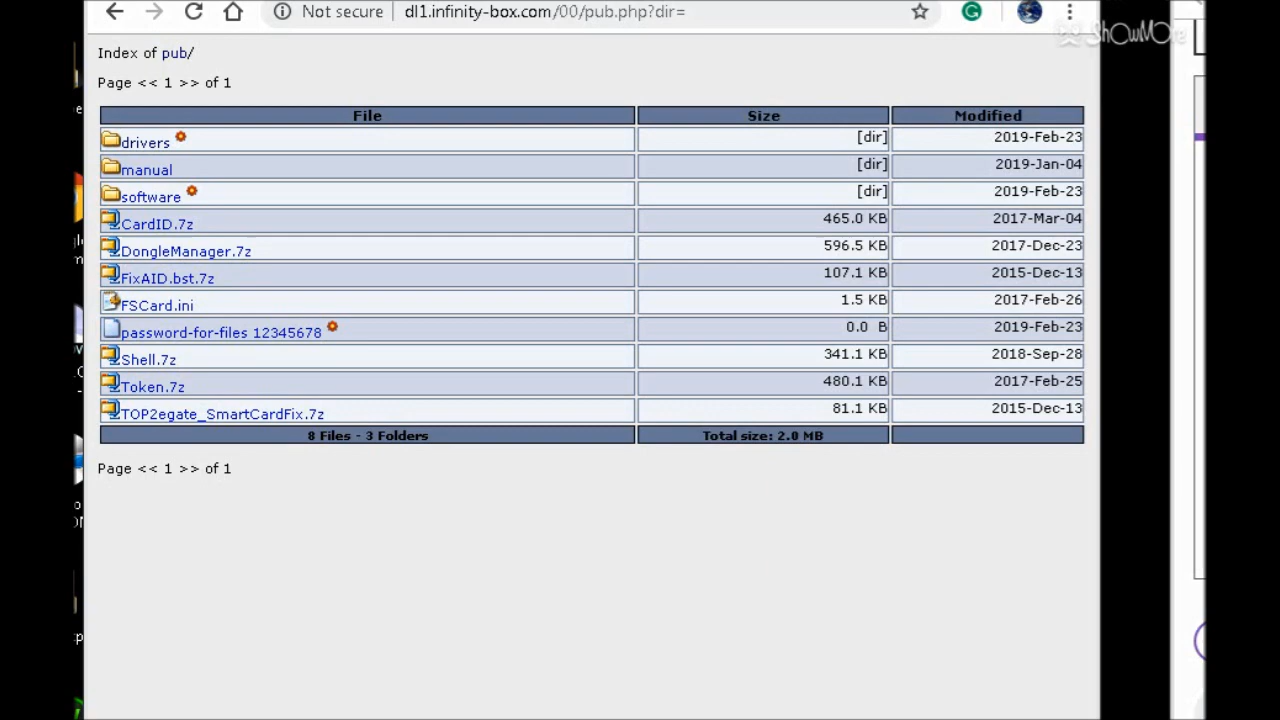 Not secure dl1.infinity-box.com/00/pub.php?dir=
ShowMore
Index of pub/
Page << 1 >> of 1
File Size Modified
drivers [dir] 2019-Feb-23
manual [dir] 2019-Jan-04
software [dir] 2019-Feb-23
CardID.7z 465.0 KB 2017-Mar-04
DongleManager.7z 596.5 KB 2017-Dec-23
FixAID.bst.7z 107.1 KB 2015-Dec-13
FSCard.ini 1.5 KB 2017-Feb-26
password-for-files 12345678 0.0 B 2019-Feb-23
Shell.7z 341.1 KB 2018-Sep-28
Token.7z 480.1 KB 2017-Feb-25
TOP2egate_SmartCardFix.7z 81.1 KB 2015-Dec-13
8 Files - 3 Folders Total size: 2.0 MB
Page << 1 >> of 1